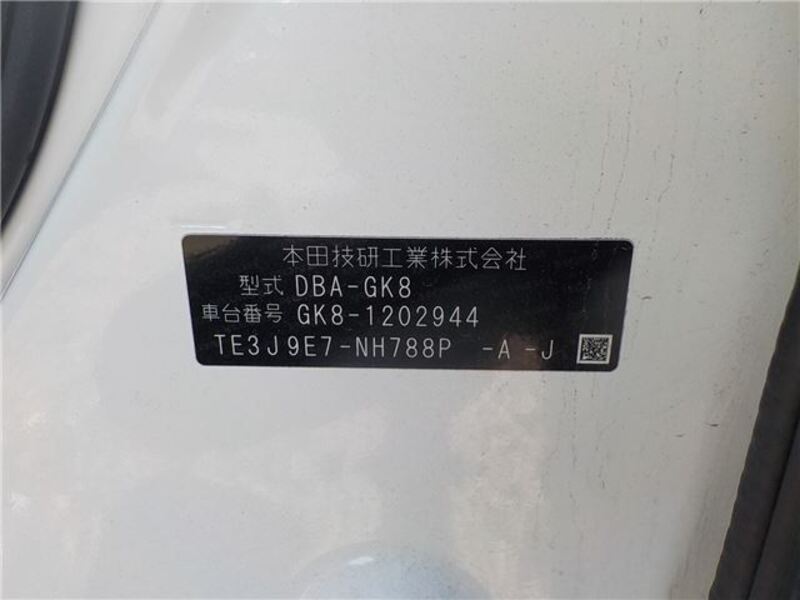 本田技研工業株式会社
型式 DBA-GK8
車台番号 GK8-1202944
TE3J9E7-NH788P -A -J